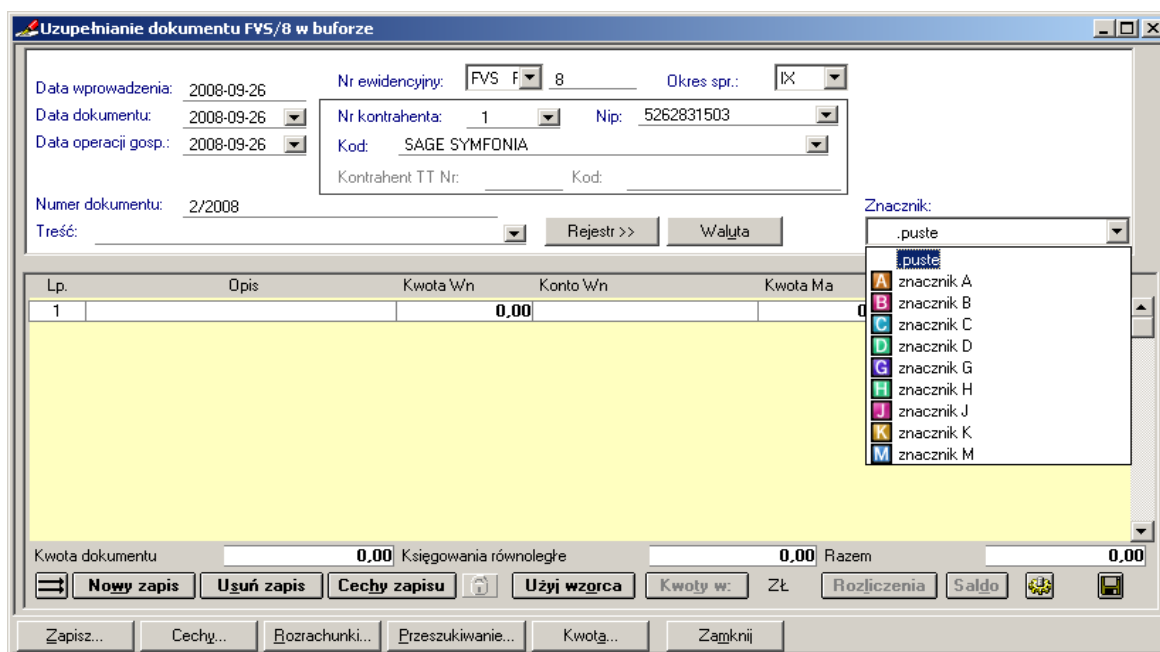 Uzupełnianie dokumentu FVS/8 w buforze
Data wprowadzenia: 2008-09-26 Nr ewidencyjny: FVS F 8 Okres spr.: IX
Data dokumentu: 2008-09-26 Nr kontrahenta: 1 Nip: 5262831503
Data operacji gosp.: 2008-09-26 Kod: SAGE SYMFONIA
Kontrahent TT Nr: Kod:
Numer dokumentu: 2/2008 Znacznik:
Treść: Rejestr >> Waluta .puste
.puste
Lp. Opis Kwota Wn Konto Wn Kwota Ma A znacznik A
1 0,00 0 B znacznik B
C znacznik C
D znacznik D
G znacznik G
H znacznik H
J znacznik J
K znacznik K
M znacznik M
Kwota dokumentu 0,00 Księgowania równoległe 0,00 Razem 0,00
Nowy zapis Usuń zapis Cechy zapisu Użyj wzorca Kwoty w: ZŁ Rozliczenia Saldo
Zapisz... Cechy... Rozrachunki... Przeszukiwanie... Kwota... Zamknij